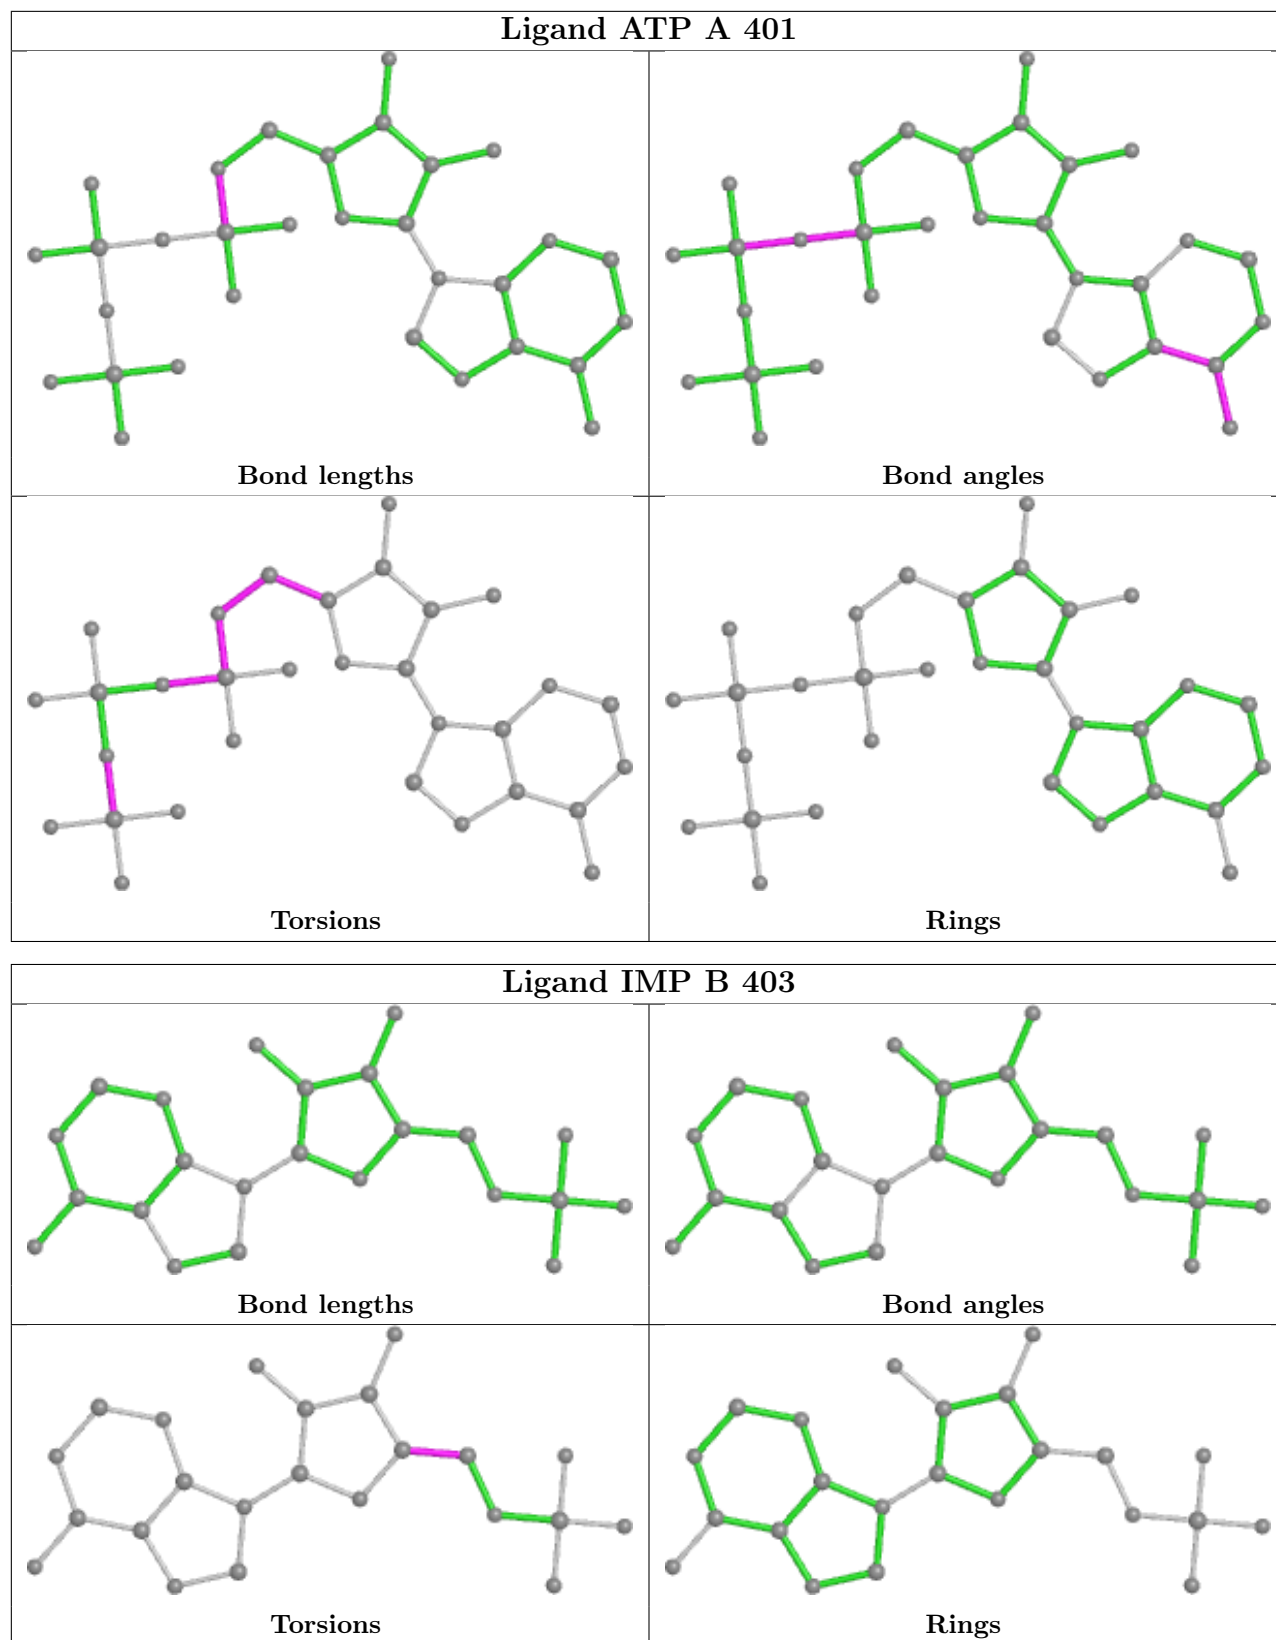 Ligand ATP A 401
Bond lengths
Bond angles
Torsions
Rings
Ligand IMP B 403
Bond lengths
Bond angles
Torsions
Rings